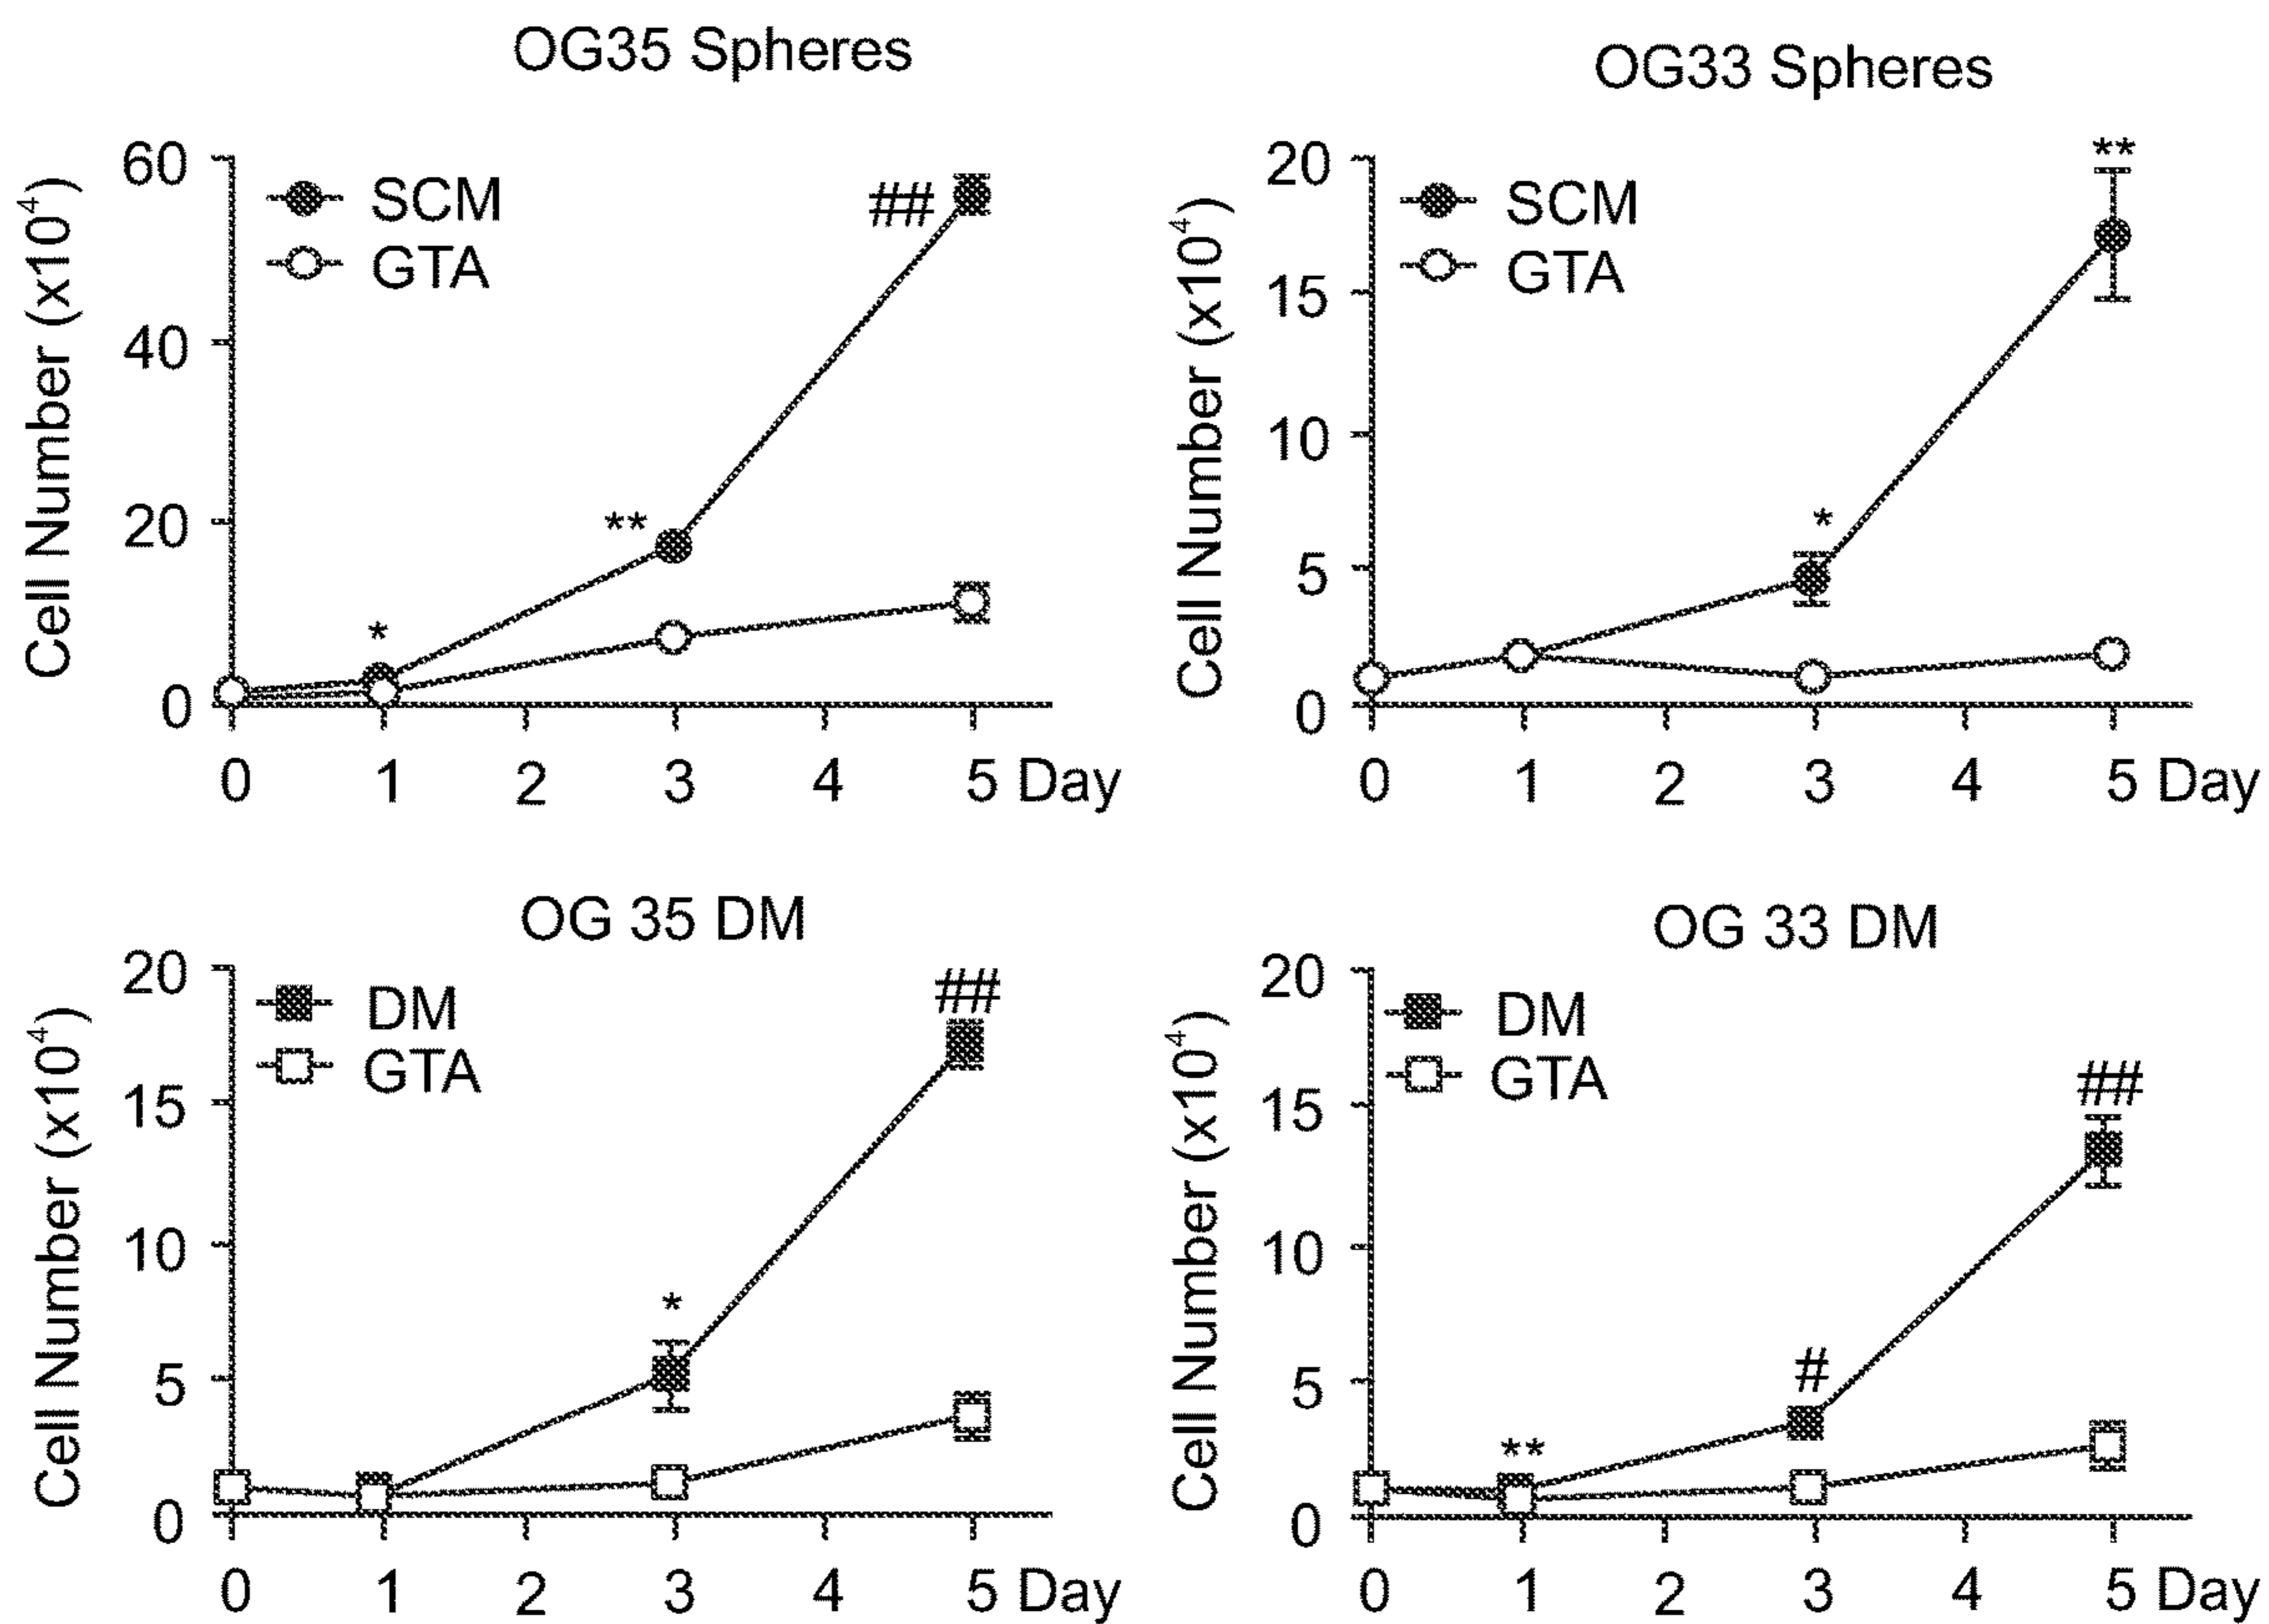 OG35 Spheres
Cell Number (x10⁴)
60
40
20
0
SCM
GTA
*
**
##
0 1 2 3 4 5 Day
OG33 Spheres
Cell Number (x10⁴)
20
15
10
5
0
SCM
GTA
*
**
0 1 2 3 4 5 Day
OG 35 DM
Cell Number (x10⁴)
20
15
10
5
0
DM
GTA
*
##
0 1 2 3 4 5 Day
OG 33 DM
Cell Number (x10⁴)
20
15
10
5
0
DM
GTA
**
#
##
0 1 2 3 4 5 Day